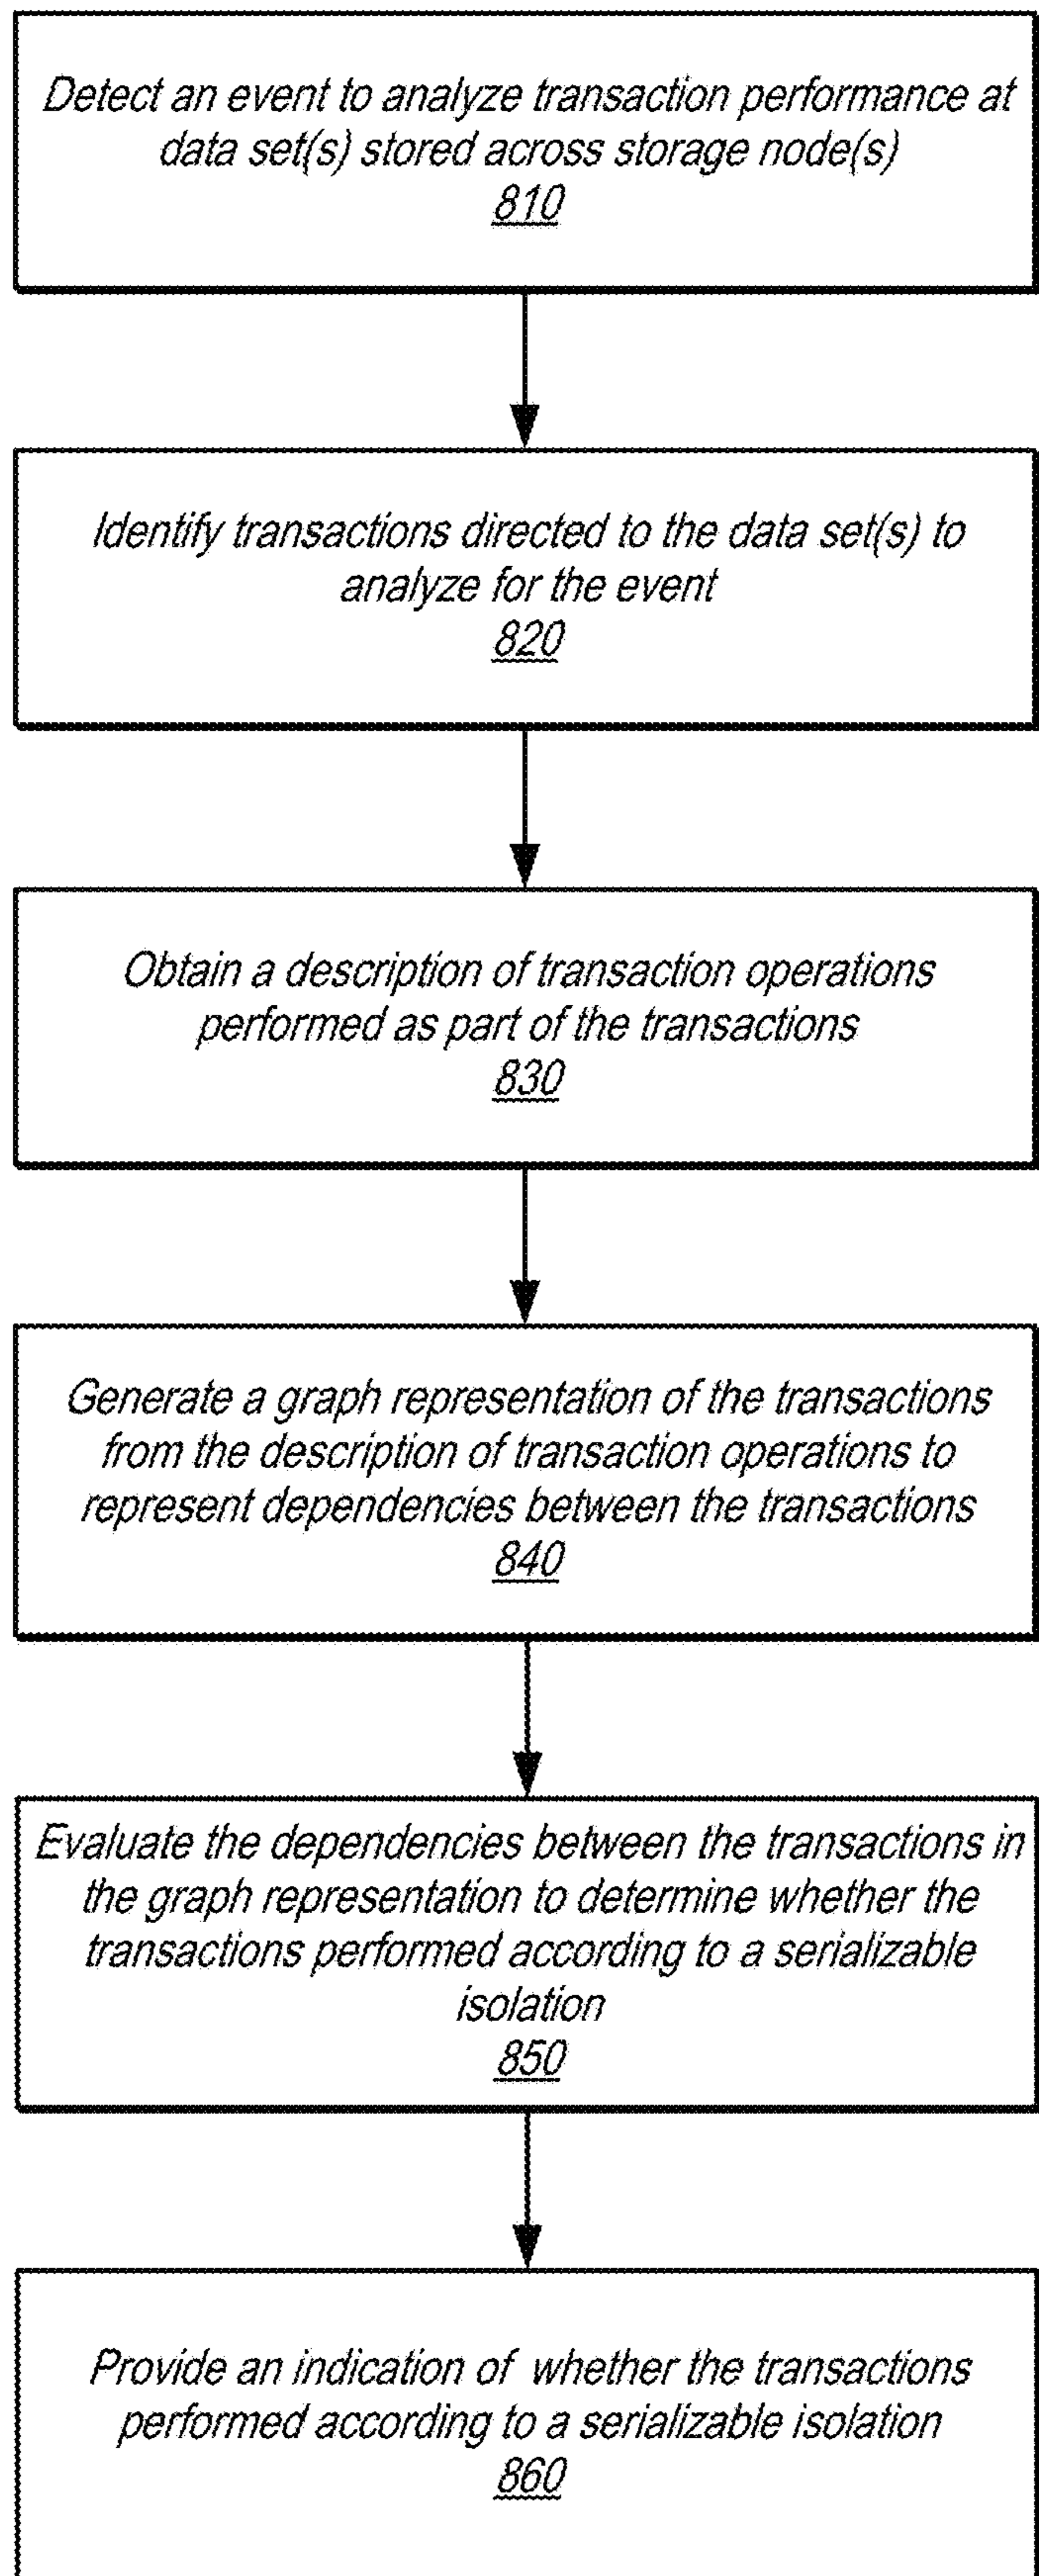 Detect an event to analyze transaction performance at
data set(s) stored across storage node(s)
810
Identify transactions directed to the data set(s) to
analyze for the event
820
Obtain a description of transaction operations
performed as part of the transactions
830
Generate a graph representation of the transactions
from the description of transaction operations to
represent dependencies between the transactions
840
Evaluate the dependencies between the transactions in
the graph representation to determine whether the
transactions performed according to a serializable
isolation
850
Provide an indication of whether the transactions
performed according to a serializable isolation
860